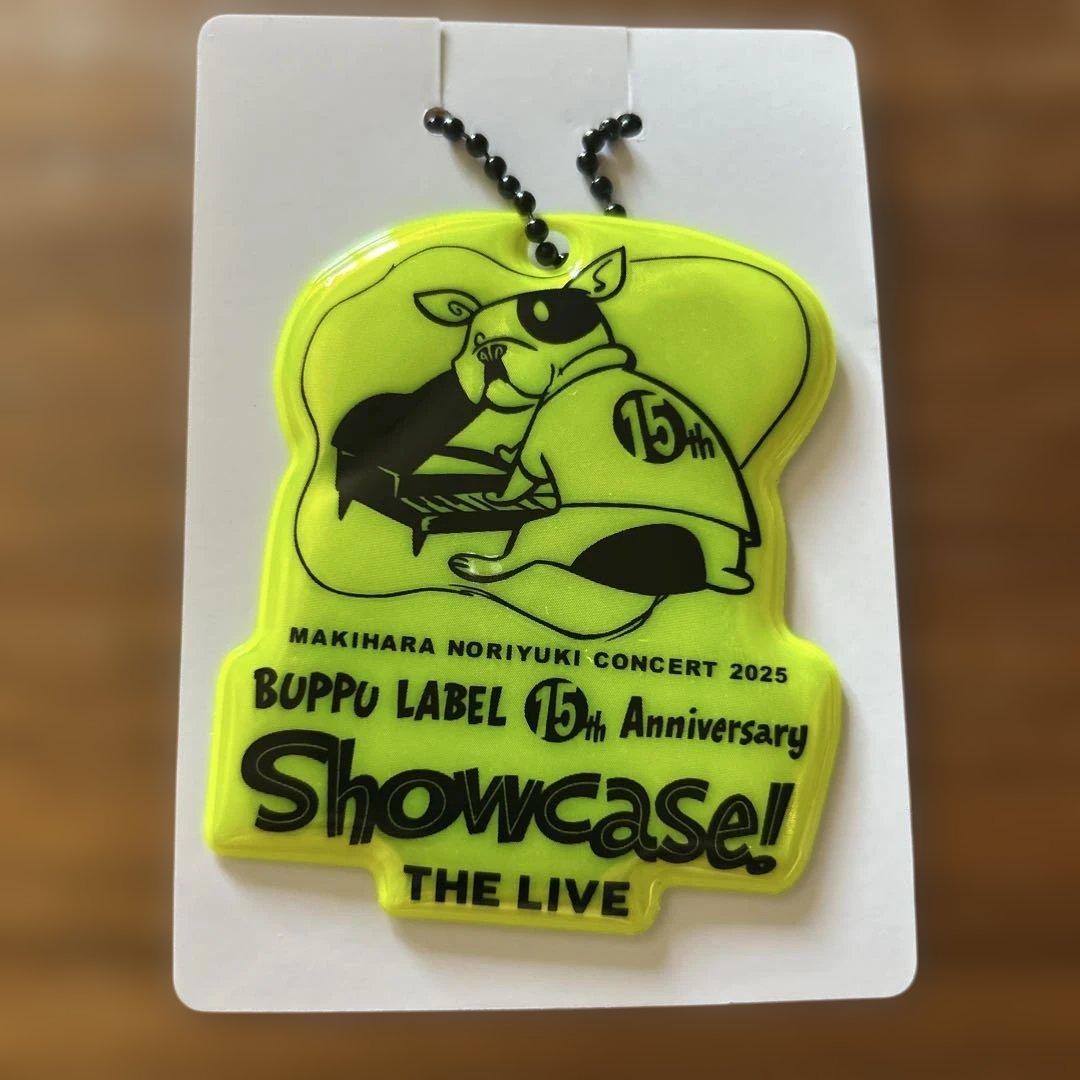 15th
MAKIHARA NORIYUKI CONCERT 2025
BUPPU LABEL 15th Anniversary
Showcase!
THE LIVE